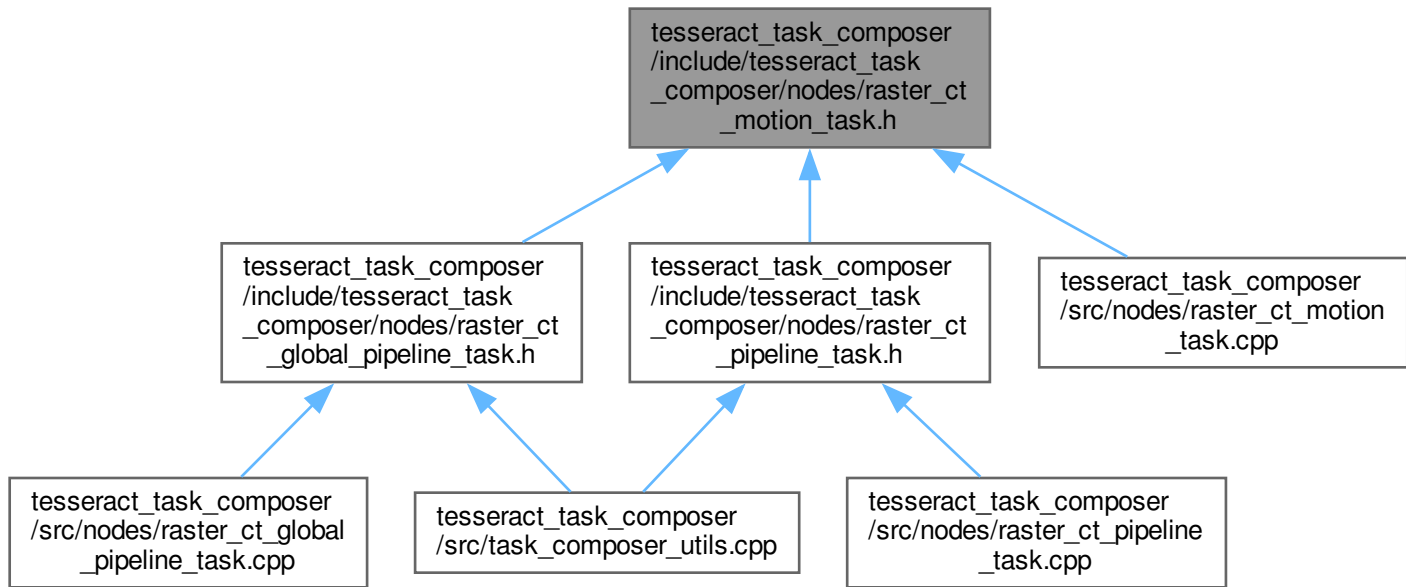 tesseract_task_composer
/include/tesseract_task
_composer/nodes/raster_ct
_motion_task.h
tesseract_task_composer
/include/tesseract_task
_composer/nodes/raster_ct
_global_pipeline_task.h
tesseract_task_composer
/include/tesseract_task
_composer/nodes/raster_ct
_pipeline_task.h
tesseract_task_composer
/src/nodes/raster_ct_motion
_task.cpp
tesseract_task_composer
/src/nodes/raster_ct_global
_pipeline_task.cpp
tesseract_task_composer
/src/task_composer_utils.cpp
tesseract_task_composer
/src/nodes/raster_ct_pipeline
_task.cpp